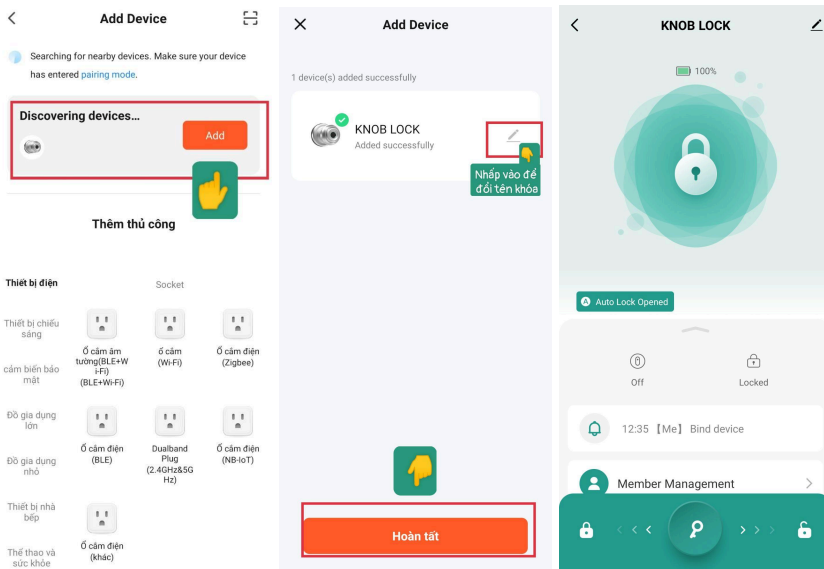 Add Device
Searching for nearby devices. Make sure your device
has entered pairing mode.
Discovering devices...
Add
Thêm thủ công
Thiết bị điện
Thiết bị chiếu
sáng
cảm biến báo
mật
Đồ gia dụng
lớn
Đồ gia dụng
nhỏ
Thiết bị nhà
bếp
Thể thao và
sức khỏe
Socket
Ổ cắm âm
tường(BLE+W
i-Fi)
(BLE+Wi-Fi)
ổ cắm
(Wi-Fi)
Ổ cắm điện
(Zigbee)
Ổ cắm điện
(BLE)
Dualband
Plug
(2.4GHz&5G
Hz)
Ổ cắm điện
(NB-IoT)
Ổ cắm điện
(khác)
Add Device
1 device(s) added successfully
KNOB LOCK
Added successfully
Nhấp vào để
đổi tên khóa
Hoàn tất
KNOB LOCK
100%
A Auto Lock Opened
Off
Locked
12:35 【Me】 Bind device
Member Management